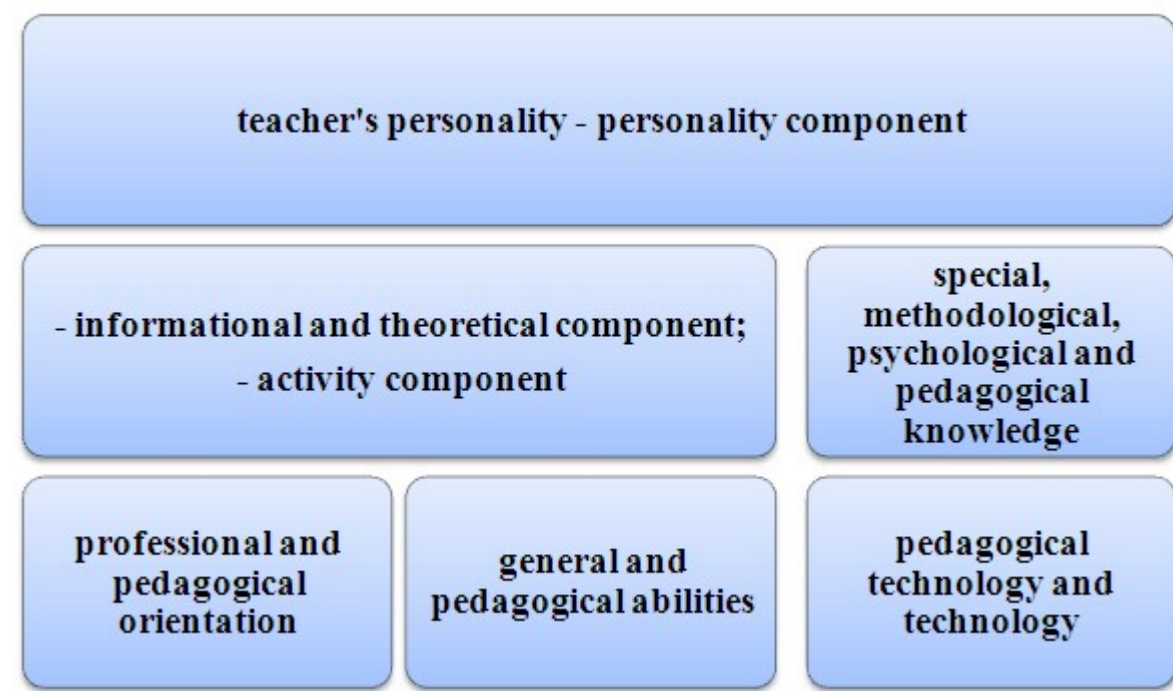 teacher's personality - personality component
- informational and theoretical component;
- activity component
special,
methodological,
psychological and
pedagogical
knowledge
professional and
pedagogical
orientation
general and
pedagogical abilities
pedagogical
technology and
technology